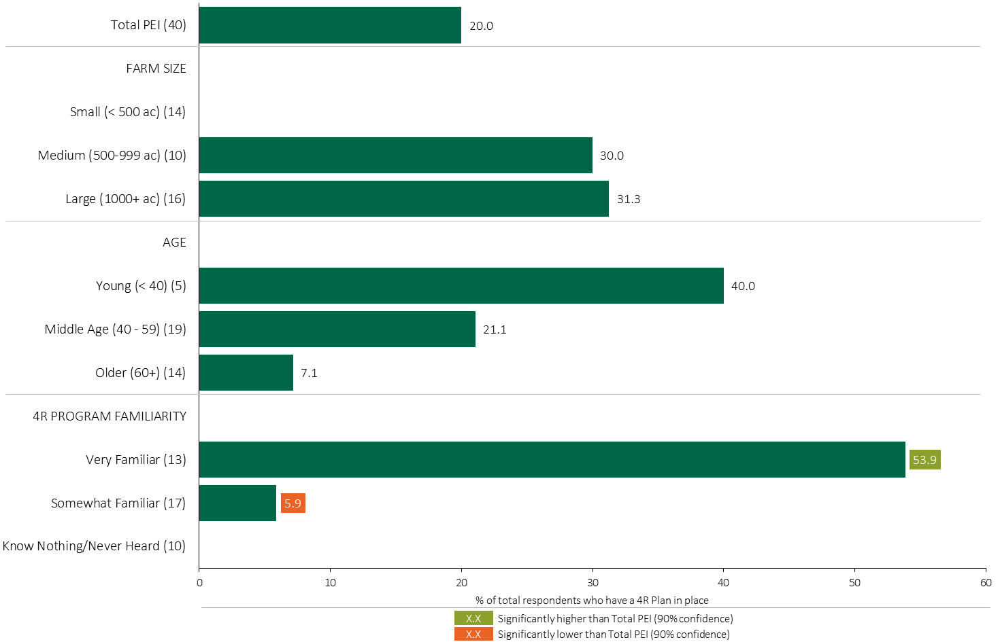 Total PEI (40)
20.0
FARM SIZE
Small (< 500 ac) (14)
Medium (500-999 ac) (10)
30.0
Large (1000+ ac) (16)
31.3
AGE
Young (< 40) (5)
40.0
Middle Age (40 - 59) (19)
21.1
Older (60+) (14)
7.1
4R PROGRAM FAMILIARITY
Very Familiar (13)
53.9
Somewhat Familiar (17)
5.9
Know Nothing/Never Heard (10)
0 10 20 30 40 50 60
% of total respondents who have a 4R Plan in place
X.X Significantly higher than Total PEI (90% confidence)
X.X Significantly lower than Total PEI (90% confidence)